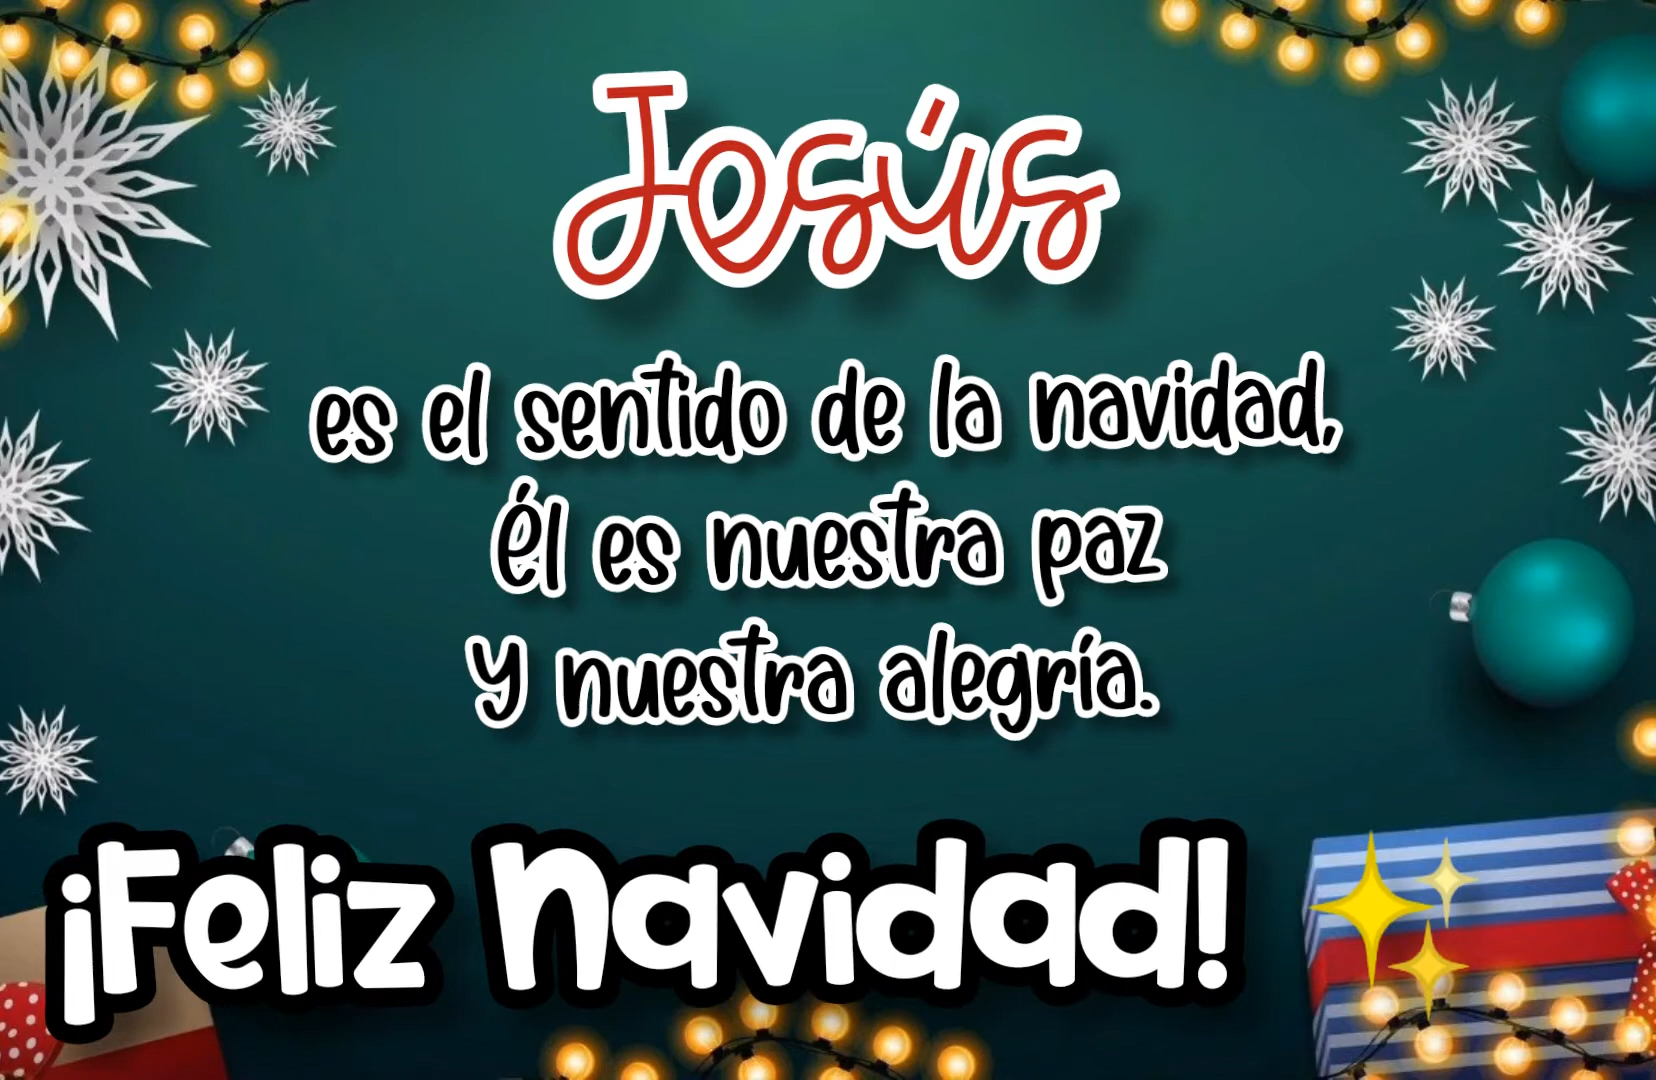 Jesús
es el sentido de la navidad,
Él es nuestra paz
y nuestra alegría.
¡Feliz Navidad!